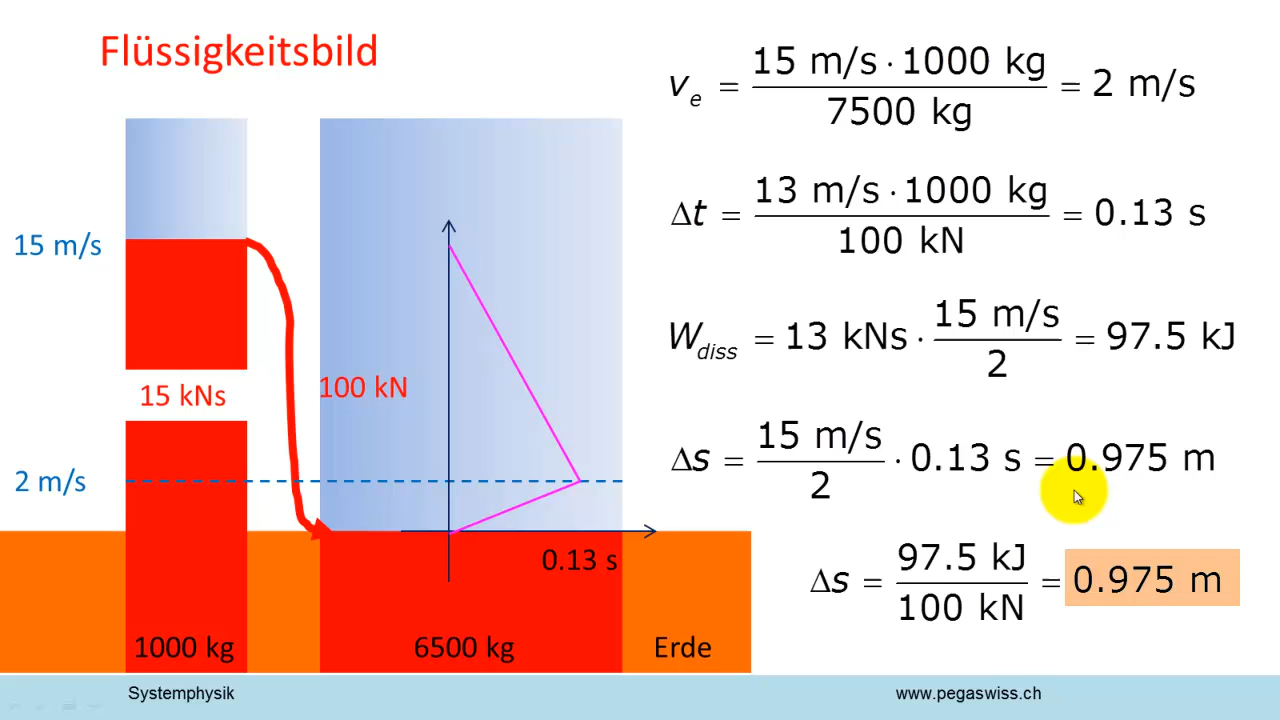 Flüssigkeitsbild
15 m/s
15 kNs
100 kN
2 m/s
0.13 s
1000 kg
6500 kg
Erde
v_e = 15 m/s · 1000 kg / 7500 kg = 2 m/s
Δt = 13 m/s · 1000 kg / 100 kN = 0.13 s
W_diss = 13 kNs · 15 m/s / 2 = 97.5 kJ
Δs = 15 m/s / 2 · 0.13 s = 0.975 m
Δs = 97.5 kJ / 100 kN = 0.975 m
Systemphysik
www.pegaswiss.ch